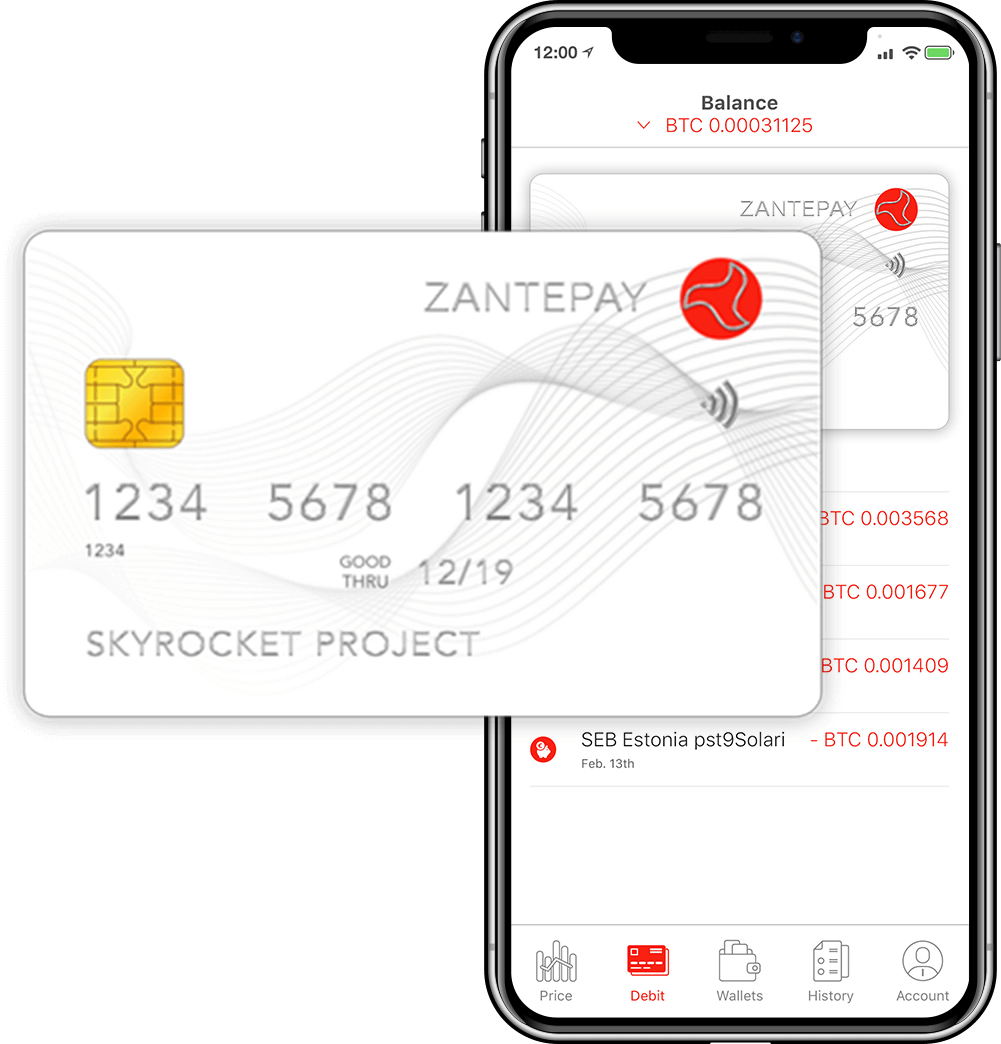 12:00
Balance
BTC 0.00031125
ZANTEPAY
5678
ZANTEPAY
1234 5678 1234 5678
1234
GOOD
THRU
12/19
SKYROCKET PROJECT
BTC 0.003568
BTC 0.001677
BTC 0.001409
SEB Estonia pst9Solari - BTC 0.001914
Feb. 13th
Price Debit Wallets History Account